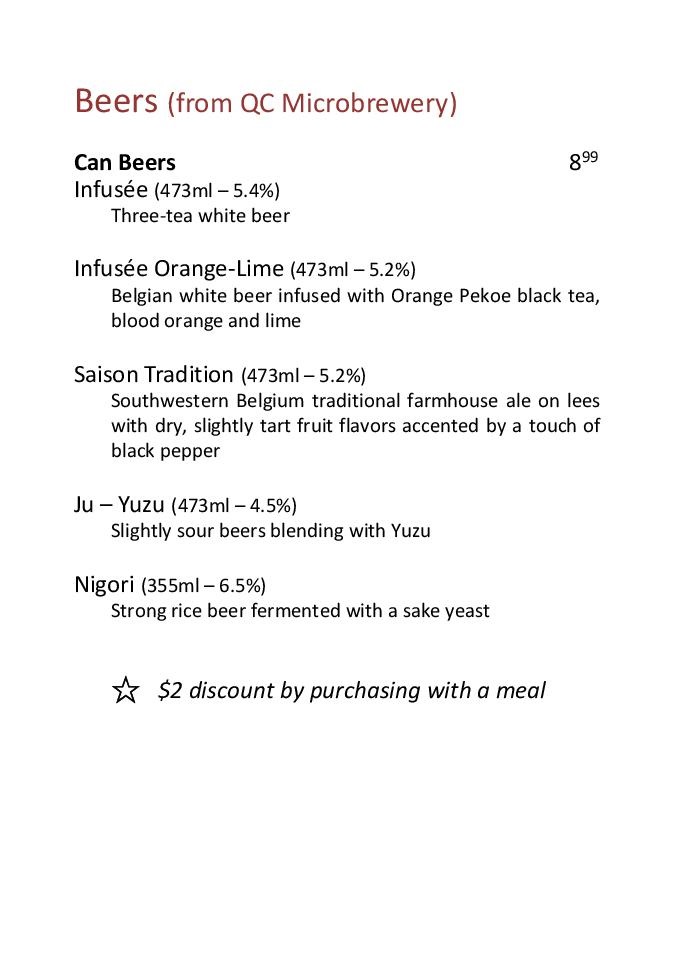 Beers (from QC Microbrewery)
Can Beers 8⁹⁹
Infusée (473ml – 5.4%)
Three-tea white beer
Infusée Orange-Lime (473ml – 5.2%)
Belgian white beer infused with Orange Pekoe black tea,
blood orange and lime
Saison Tradition (473ml – 5.2%)
Southwestern Belgium traditional farmhouse ale on lees
with dry, slightly tart fruit flavors accented by a touch of
black pepper
Ju – Yuzu (473ml – 4.5%)
Slightly sour beers blending with Yuzu
Nigori (355ml – 6.5%)
Strong rice beer fermented with a sake yeast
☆ $2 discount by purchasing with a meal